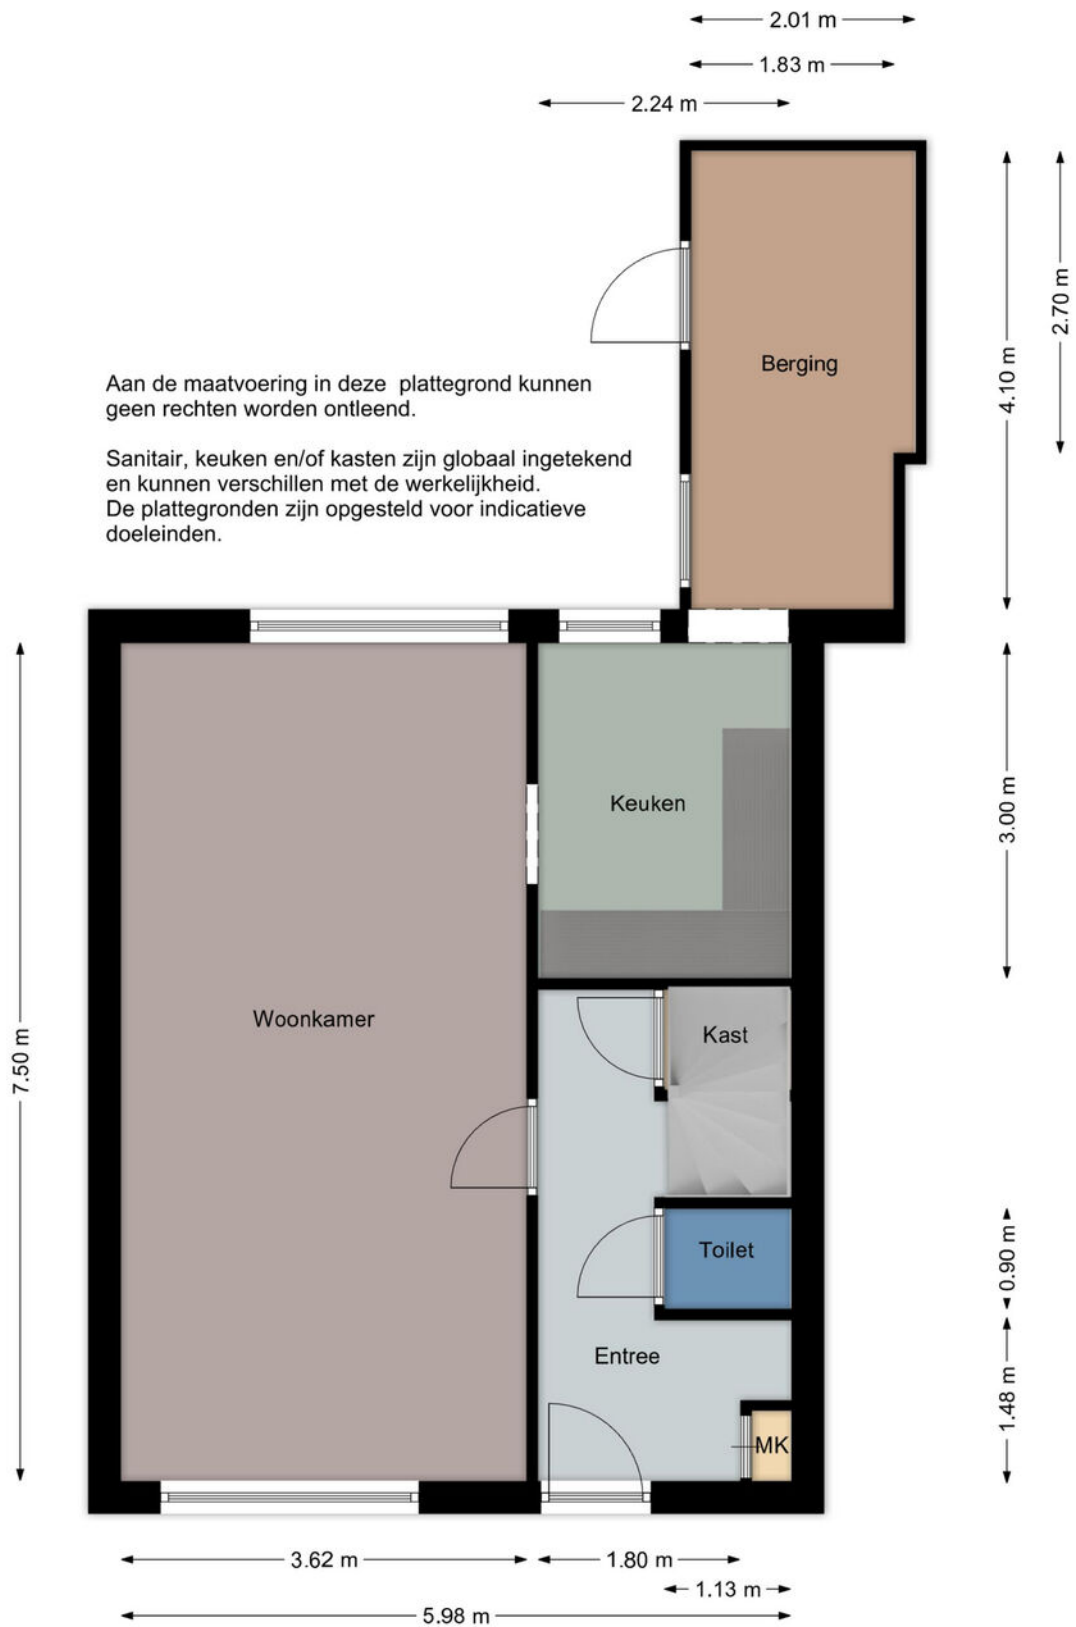 2.01 m
1.83 m
2.24 m
2.70 m
4.10 m
Berging
Aan de maatvoering in deze plattegrond kunnen
geen rechten worden ontleend.
Sanitair, keuken en/of kasten zijn globaal ingetekend
en kunnen verschillen met de werkelijkheid.
De plattegronden zijn opgesteld voor indicatieve
doeleinden.
Keuken
3.00 m
Woonkamer
Kast
7.50 m
Toilet
0.90 m
Entree
1.48 m
MK
3.62 m
1.80 m
1.13 m
5.98 m